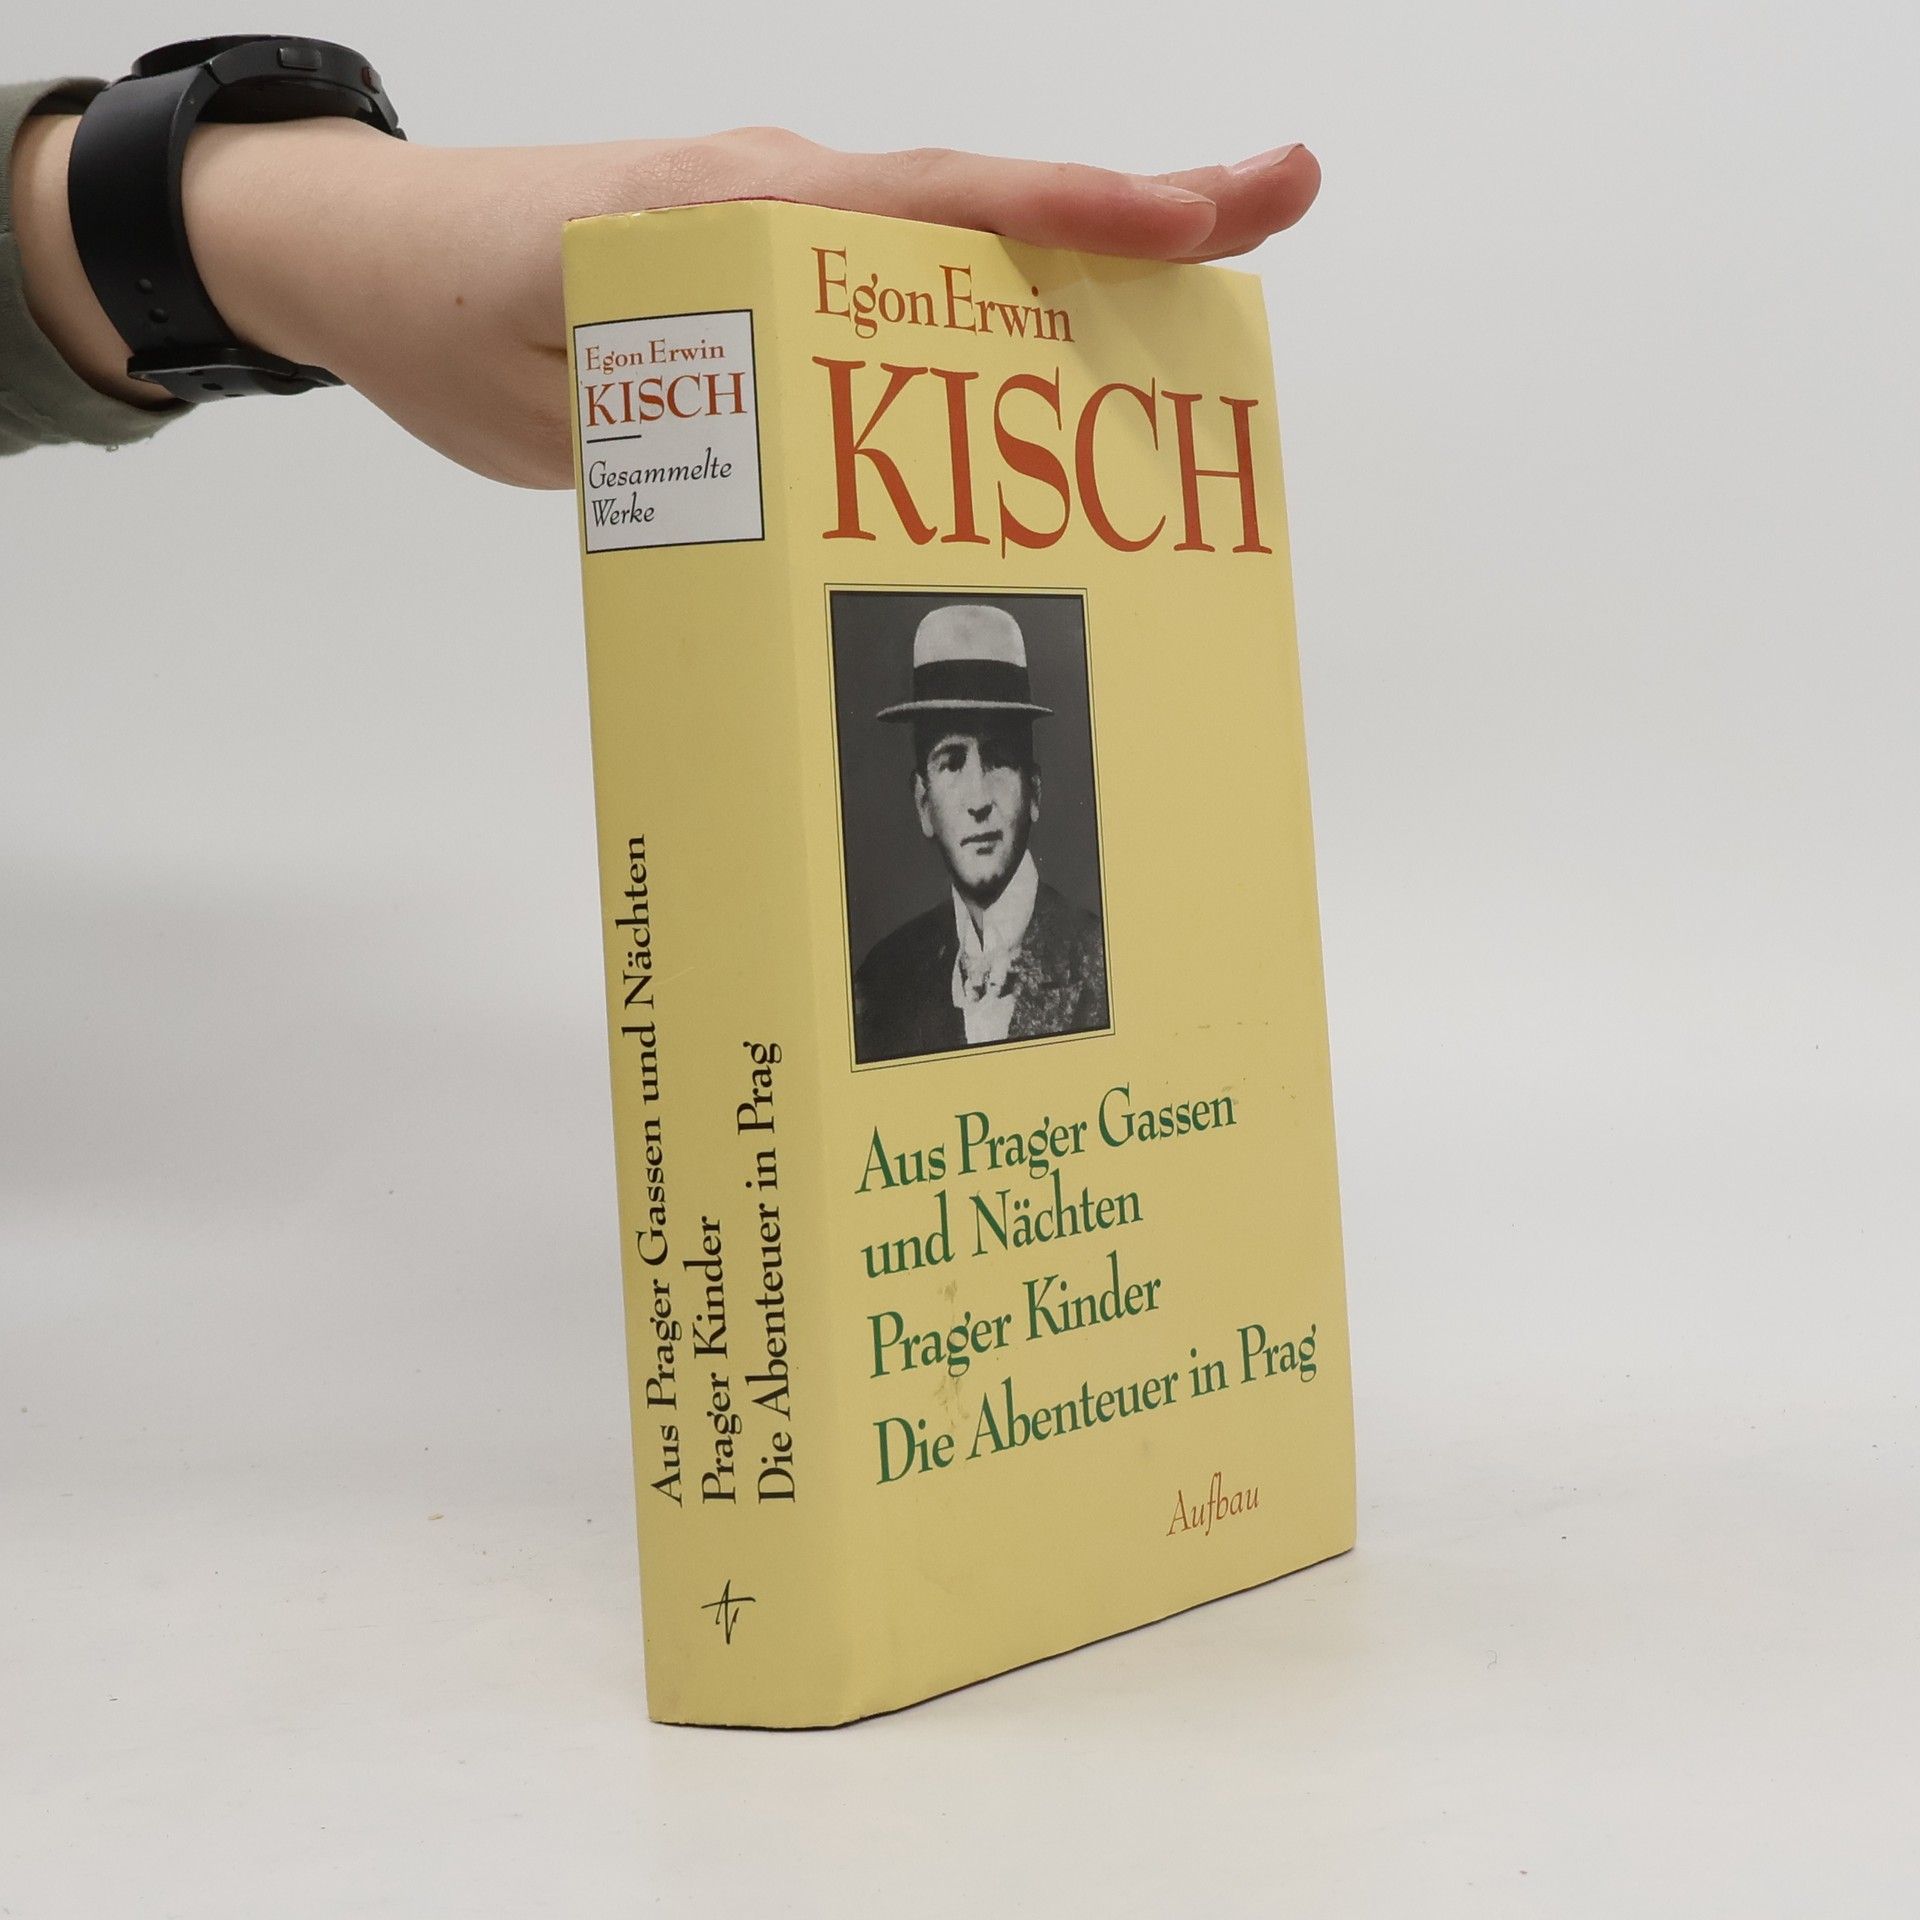 Egon Erwin
KISCH
Gesammelte
Werke
Aus Prager Gassen und Nächten
Prager Kinder
Die Abenteuer in Prag
Egon Erwin
KISCH
Aus Prager Gassen
und Nächten
Prager Kinder
Die Abenteuer in Prag
Aufbau